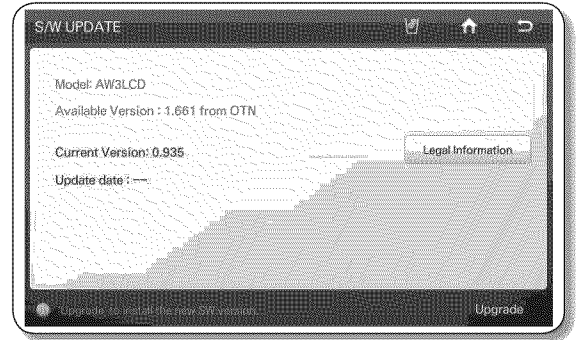 S/W UPDATE
Model: AW3LCD
Available Version : 1.661 from OTN
Current Version: 0.935
Legal Information
Update date : --
Upgrade to install the new SW version.
Upgrade